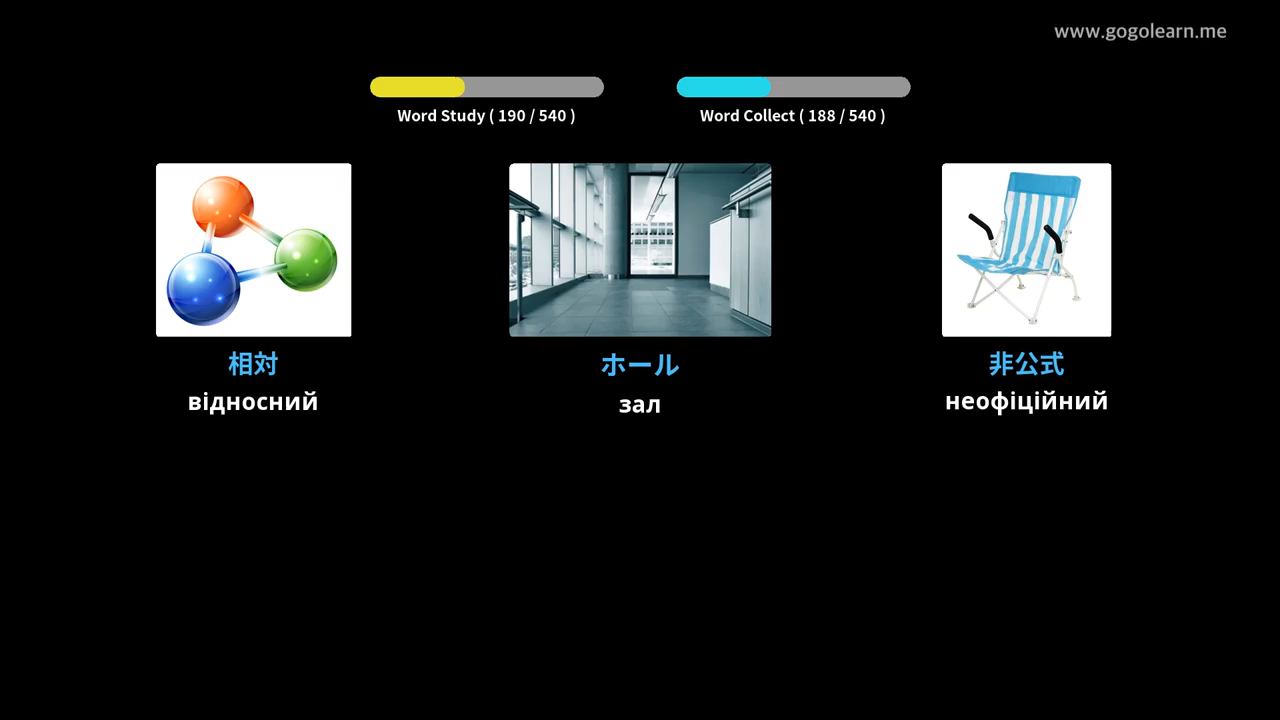 www.gogolearn.me
Word Study ( 190 / 540 )
Word Collect ( 188 / 540 )
相対
відносний
ホール
зал
非公式
неофіційний